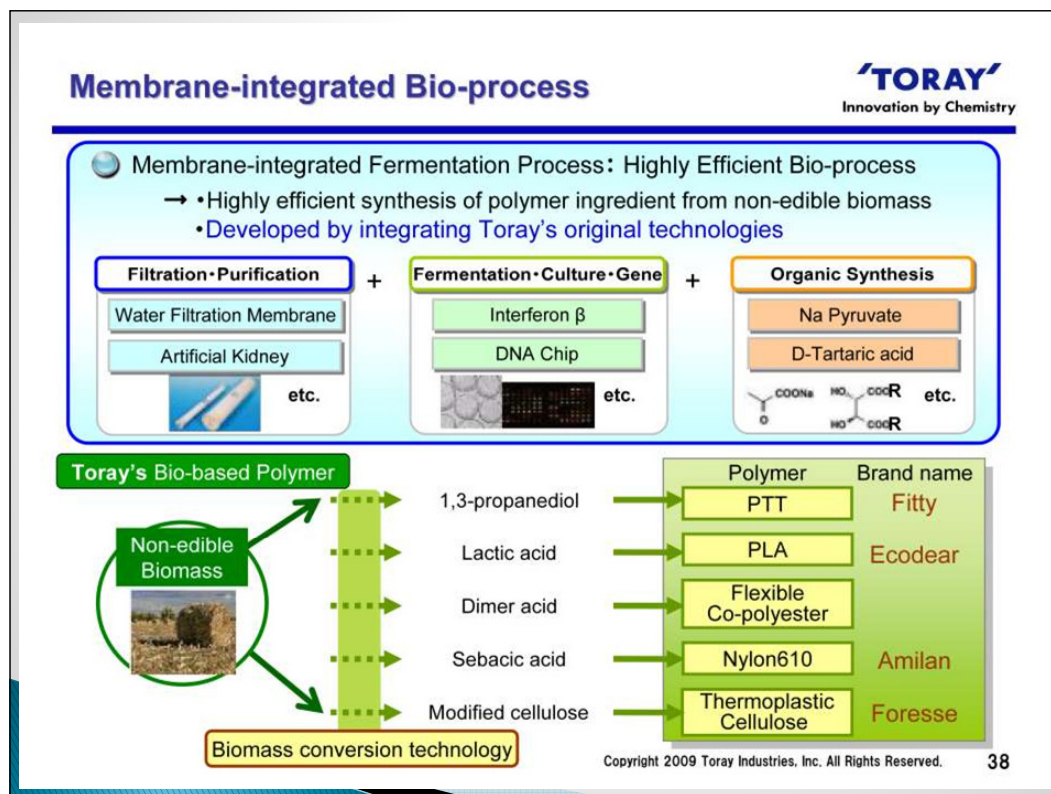 Membrane-integrated Bio-process
'TORAY'
Innovation by Chemistry
Membrane-integrated Fermentation Process: Highly Efficient Bio-process
→ •Highly efficient synthesis of polymer ingredient from non-edible biomass
•Developed by integrating Toray's original technologies
Filtration･Purification + Fermentation･Culture･Gene + Organic Synthesis
Water Filtration Membrane
Artificial Kidney
etc.
Interferon β
DNA Chip
etc.
Na Pyruvate
D-Tartaric acid
COONa
O
HO
COOR
HO
COOR
etc.
Toray's Bio-based Polymer
Non-edible
Biomass
Polymer Brand name
1,3-propanediol PTT Fitty
Lactic acid PLA Ecodear
Dimer acid Flexible
Co-polyester
Sebacic acid Nylon610 Amilan
Modified cellulose Thermoplastic
Cellulose Foresse
Biomass conversion technology
Copyright 2009 Toray Industries, Inc. All Rights Reserved. 38